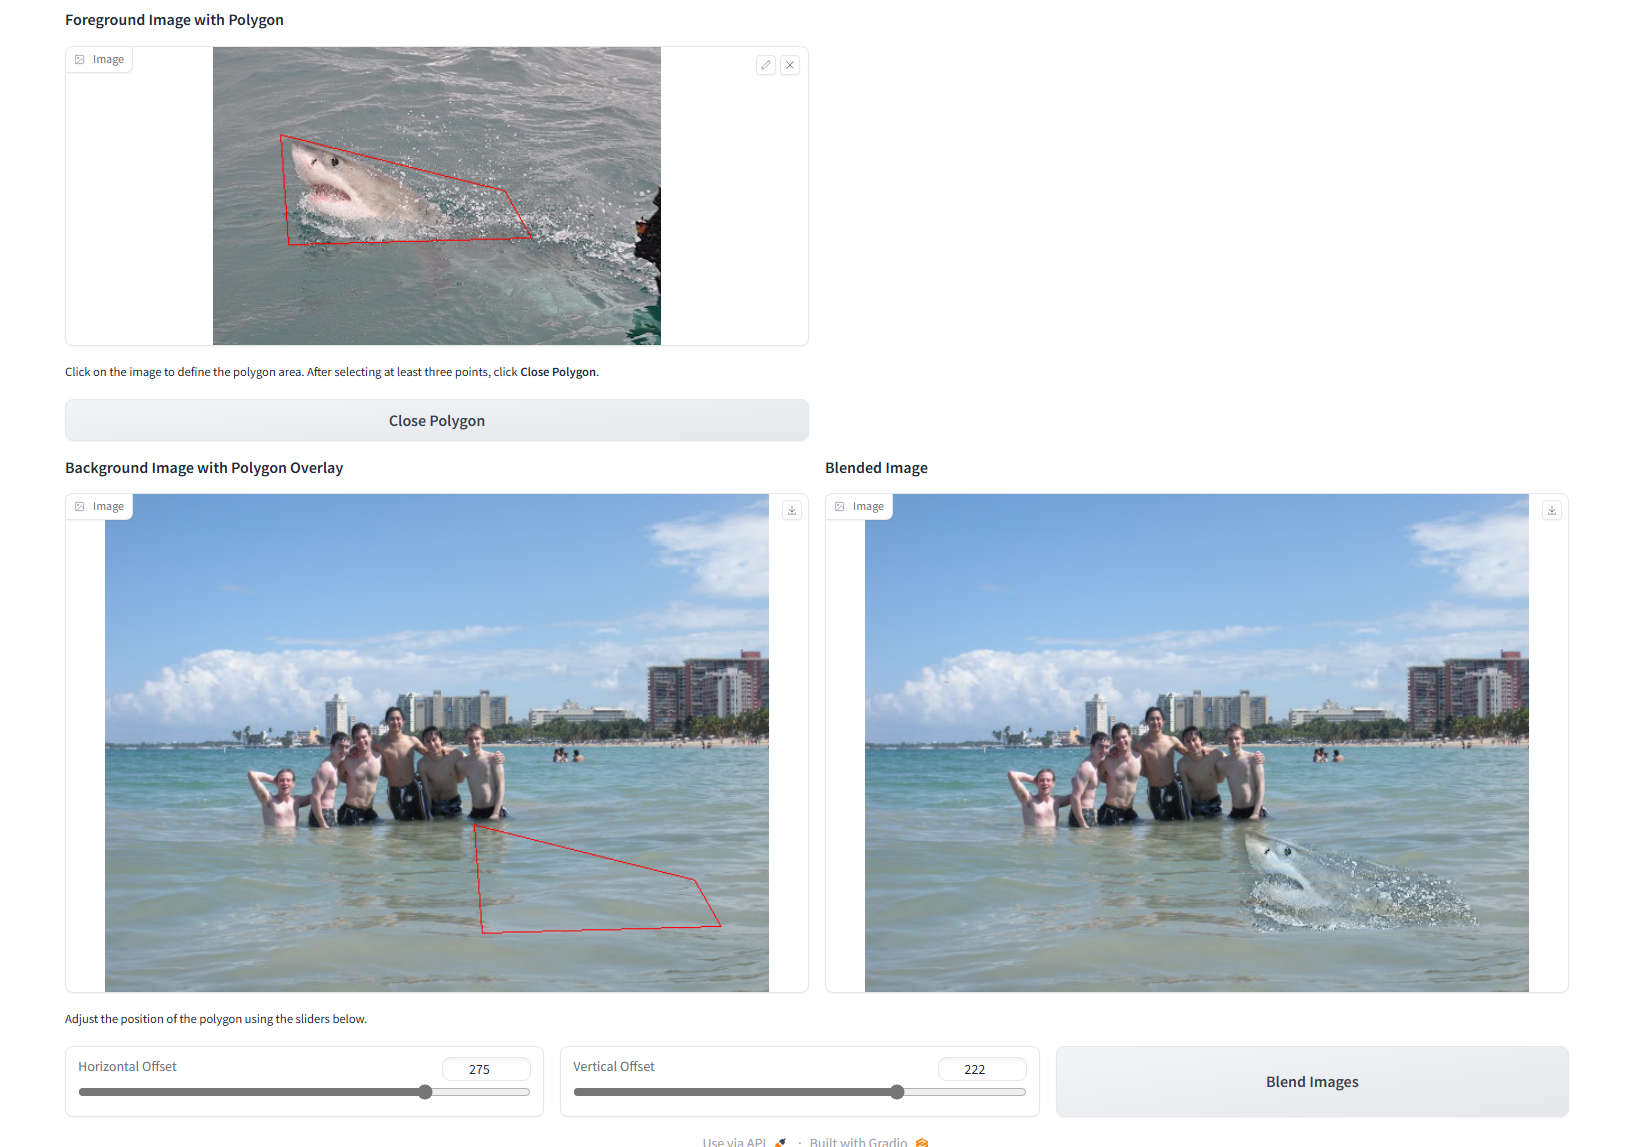 Foreground Image with Polygon
Image
Click on the image to define the polygon area. After selecting at least three points, click Close Polygon.
Close Polygon
Background Image with Polygon Overlay
Blended Image
Image
Image
Adjust the position of the polygon using the sliders below.
Horizontal Offset
275
Vertical Offset
222
Blend Images
Use via API · Built with Gradio